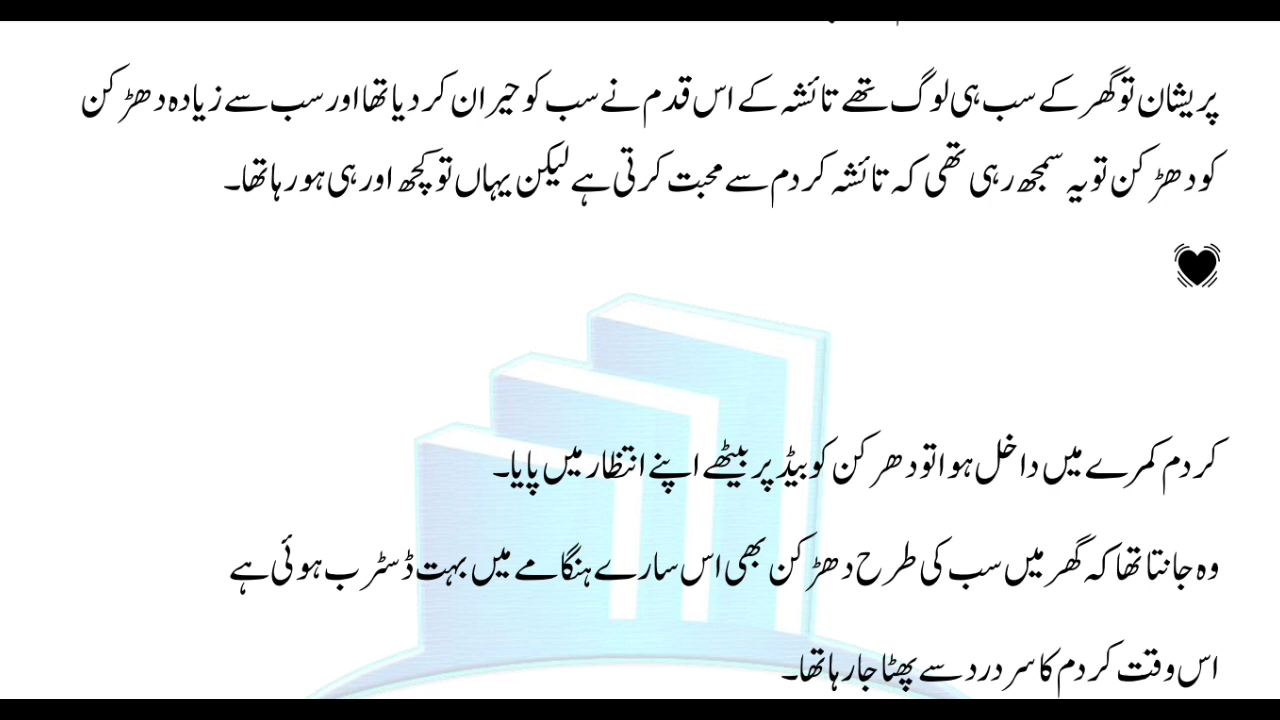 پریشان تو گھر کے سب ہی لوگ تھے تائشہ کے اس قدم نے سب کو حیران کر دیا تھا اور سب سے زیادہ دھڑکن
کو دھڑکن تو یہ سمجھ رہی تھی کہ تائشہ کردم سے محبت کرتی ہے لیکن یہاں تو کچھ اور ہی ہو رہا تھا۔
💓
کردم کمرے میں داخل ہوا تو دھر کن کو بیڈ پر بیٹھے اپنے انتظار میں پایا۔
وہ جانتا تھا کہ گھر میں سب کی طرح دھڑکن بھی اس سارے ہنگامے میں بہت ڈسٹرب ہوئی ہے
اس وقت کردم کا سر درد سے پھٹا جا رہا تھا۔